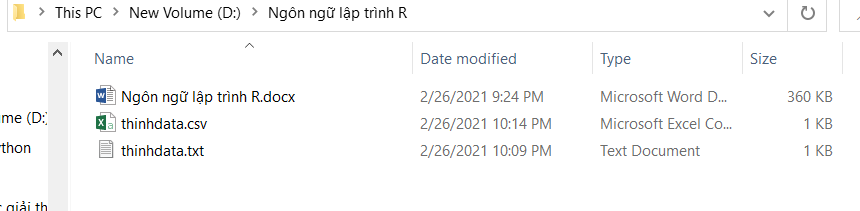 This PC > New Volume (D:) > Ngôn ngữ lập trình R
Name Date modified Type Size
Ngôn ngữ lập trình R.docx 2/26/2021 9:24 PM Microsoft Word D... 360 KB
ume (D:) thinhdata.csv 2/26/2021 10:14 PM Microsoft Excel Co... 1 KB
ython thinhdata.txt 2/26/2021 10:09 PM Text Document 1 KB
giải th